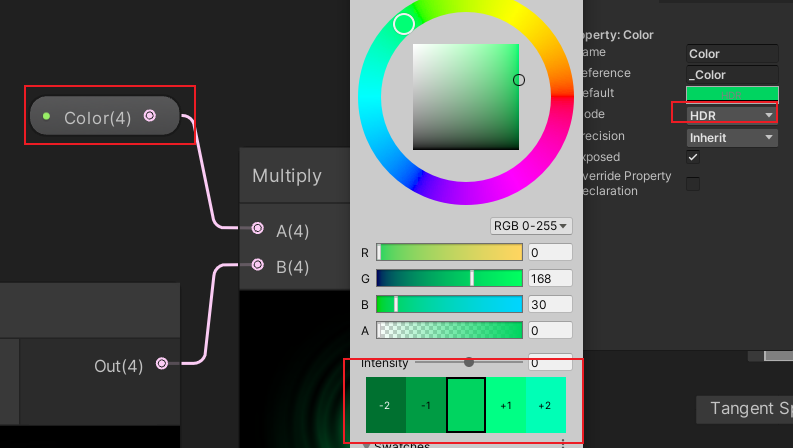 Color(4)
Multiply
A(4)
B(4)
Out(4)
RGB 0-255
R 0
G 168
B 30
A 0
Intensity 0
-2 -1 +1 +2
Swatches
roperty: Color
ame Color
eference _Color
efault
ode HDR
recision Inherit
xposed
verride Property
eclaration
Tangent Sp